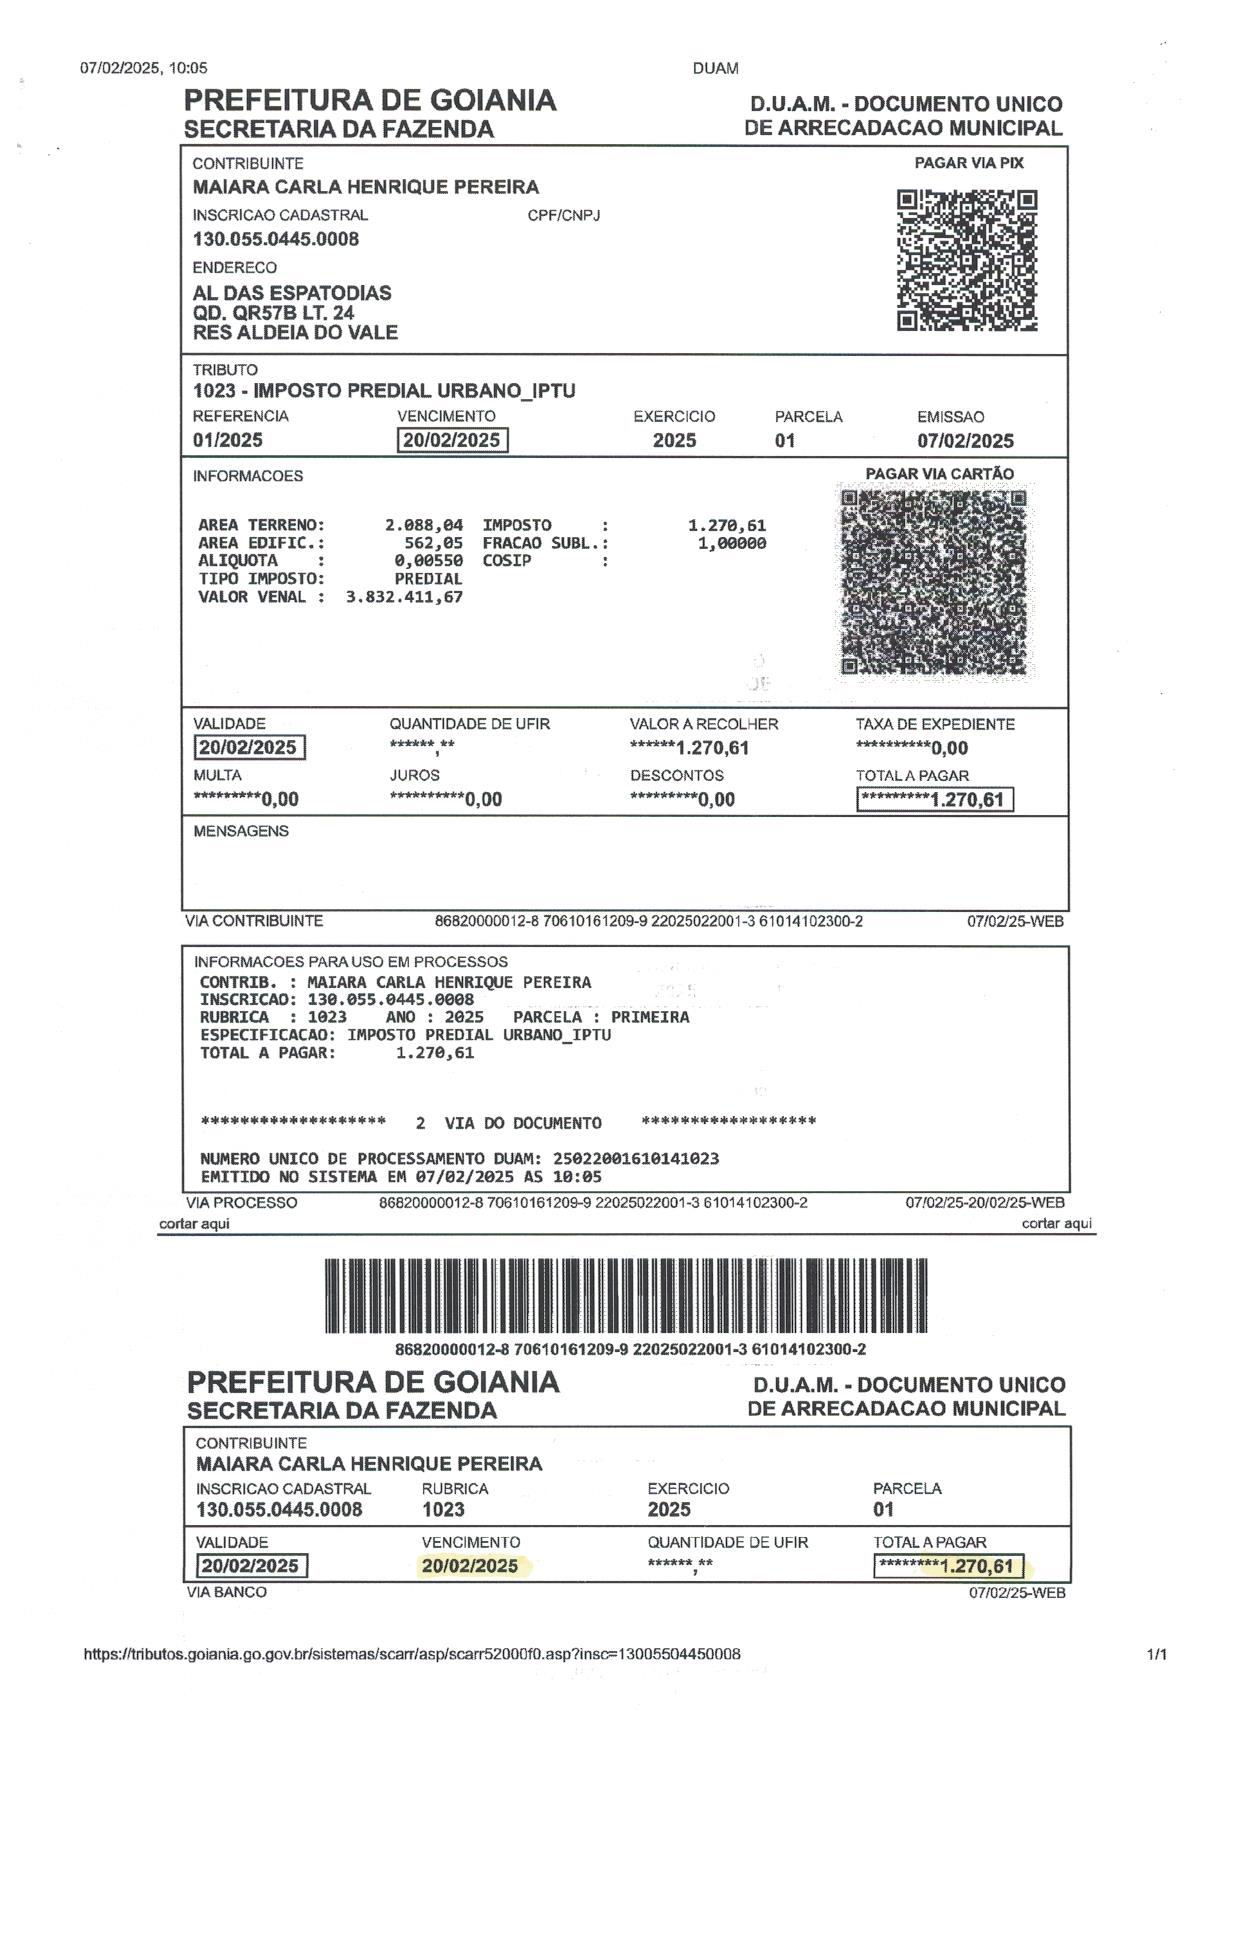 07/02/2025, 10:05 DUAM
PREFEITURA DE GOIANIA
SECRETARIA DA FAZENDA
D.U.A.M. - DOCUMENTO UNICO
DE ARRECADACAO MUNICIPAL
CONTRIBUINTE
MAIARA CARLA HENRIQUE PEREIRA
PAGAR VIA PIX
INSCRICAO CADASTRAL CPF/CNPJ
130.055.0445.0008
ENDERECO
AL DAS ESPATODIAS
QD. QR57B LT. 24
RES ALDEIA DO VALE
TRIBUTO
1023 - IMPOSTO PREDIAL URBANO_IPTU
REFERENCIA VENCIMENTO EXERCICIO PARCELA EMISSAO
01/2025 20/02/2025 2025 01 07/02/2025
INFORMACOES PAGAR VIA CARTÃO
AREA TERRENO: 2.088,04 IMPOSTO : 1.270,61
AREA EDIFIC.: 562,05 FRACAO SUBL.: 1,00000
ALIQUOTA : 0,00550 COSIP :
TIPO IMPOSTO: PREDIAL
VALOR VENAL : 3.832.411,67
VALIDADE QUANTIDADE DE UFIR VALOR A RECOLHER TAXA DE EXPEDIENTE
20/02/2025 ******,** ******1.270,61 **********0,00
MULTA JUROS DESCONTOS TOTAL A PAGAR
*********0,00 **********0,00 *********0,00 *********1.270,61
MENSAGENS
VIA CONTRIBUINTE 86820000012-8 70610161209-9 22025022001-3 61014102300-2 07/02/25-WEB
INFORMACOES PARA USO EM PROCESSOS
CONTRIB. : MAIARA CARLA HENRIQUE PEREIRA
INSCRICAO: 130.055.0445.0008
RUBRICA : 1023 ANO : 2025 PARCELA : PRIMEIRA
ESPECIFICACAO: IMPOSTO PREDIAL URBANO_IPTU
TOTAL A PAGAR: 1.270,61
******************* 2 VIA DO DOCUMENTO ******************
NUMERO UNICO DE PROCESSAMENTO DUAM: 25022001610141023
EMITIDO NO SISTEMA EM 07/02/2025 AS 10:05
VIA PROCESSO 86820000012-8 70610161209-9 22025022001-3 61014102300-2 07/02/25-20/02/25-WEB
cortar aqui cortar aqui
86820000012-8 70610161209-9 22025022001-3 61014102300-2
PREFEITURA DE GOIANIA
SECRETARIA DA FAZENDA
D.U.A.M. - DOCUMENTO UNICO
DE ARRECADACAO MUNICIPAL
CONTRIBUINTE
MAIARA CARLA HENRIQUE PEREIRA
INSCRICAO CADASTRAL RUBRICA EXERCICIO PARCELA
130.055.0445.0008 1023 2025 01
VALIDADE VENCIMENTO QUANTIDADE DE UFIR TOTAL A PAGAR
20/02/2025 20/02/2025 ******,** ********1.270,61
VIA BANCO 07/02/25-WEB
https://tributos.goiania.go.gov.br/sistemas/scarr/asp/scarr52000f0.asp?insc=13005504450008 1/1